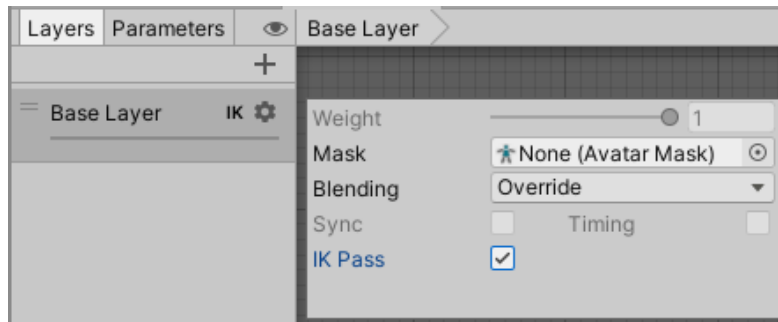 Layers Parameters Base Layer
Base Layer IK
Weight 1
Mask None (Avatar Mask)
Blending Override
Sync Timing
IK Pass